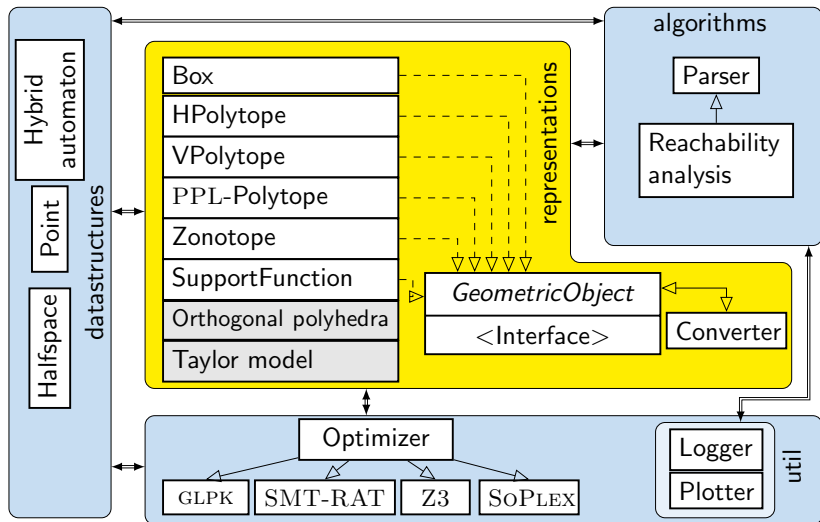 Hybrid
automaton
Point
Halfspace
datastructures
Box
HPolytope
VPolytope
PPL-Polytope
Zonotope
SupportFunction
Orthogonal polyhedra
Taylor model
representations
GeometricObject
<Interface>
Converter
algorithms
Parser
Reachability
analysis
Optimizer
GLPK
SMT-RAT
Z3
SoPlex
Logger
Plotter
util